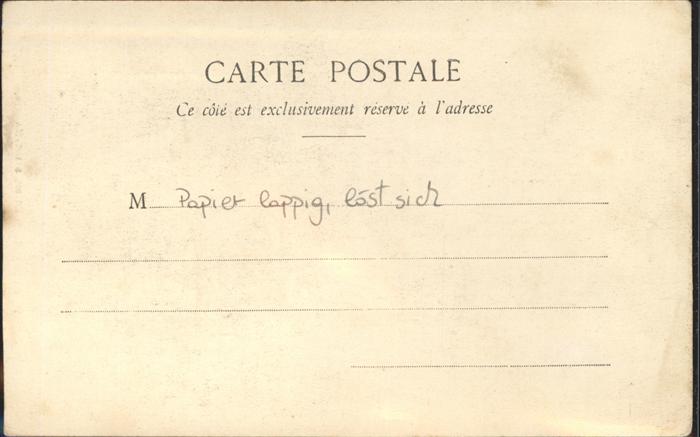 CARTE POSTALE
Ce côté est exclusivement réservé à l'adresse
M Papier lappig, löst sich